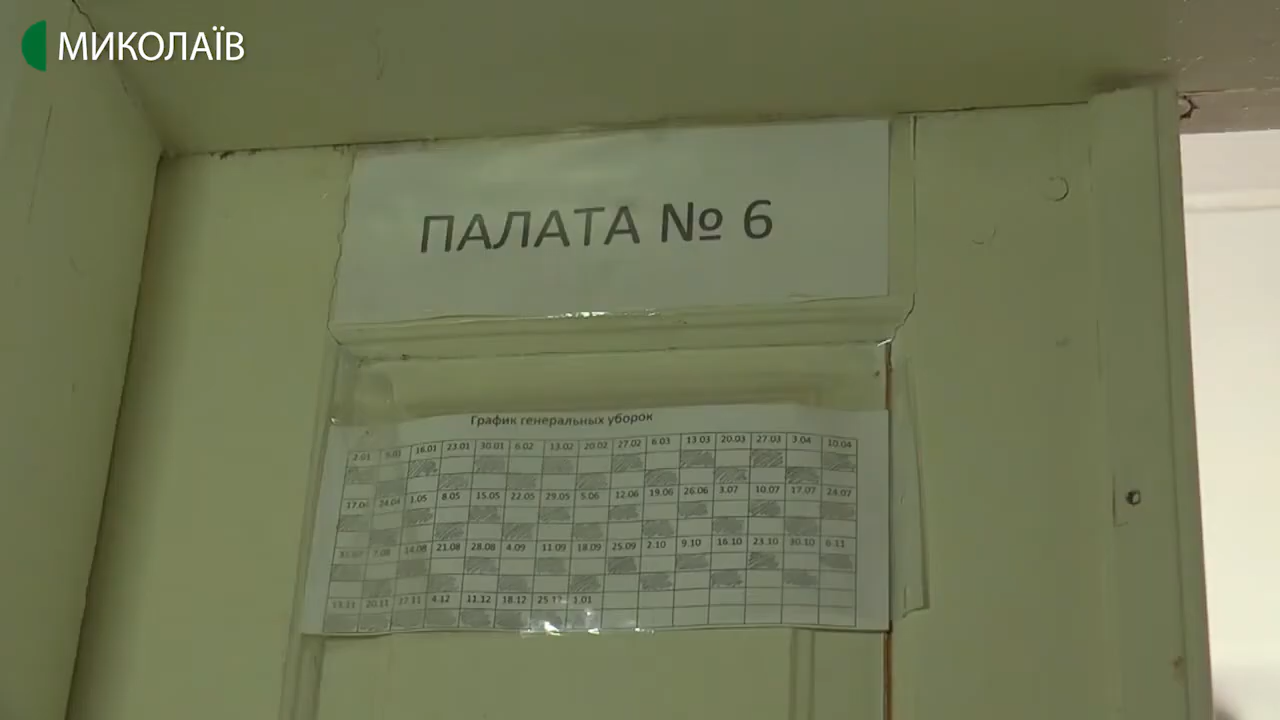 МИКОЛАЇВ
ПАЛАТА № 6
График генеральных уборок
2.01 9.01 16.01 23.01 30.01 6.02 13.02 20.02 27.02 6.03 13.03 20.03 27.03 3.04 10.04
17.04 24.04 1.05 8.05 15.05 22.05 29.05 5.06 12.06 19.06 26.06 3.07 10.07 17.07 24.07
31.07 7.08 14.08 21.08 28.08 4.09 11.09 18.09 25.09 2.10 9.10 16.10 23.10 30.10 6.11
13.11 20.11 27.11 4.12 11.12 18.12 25.12 1.01